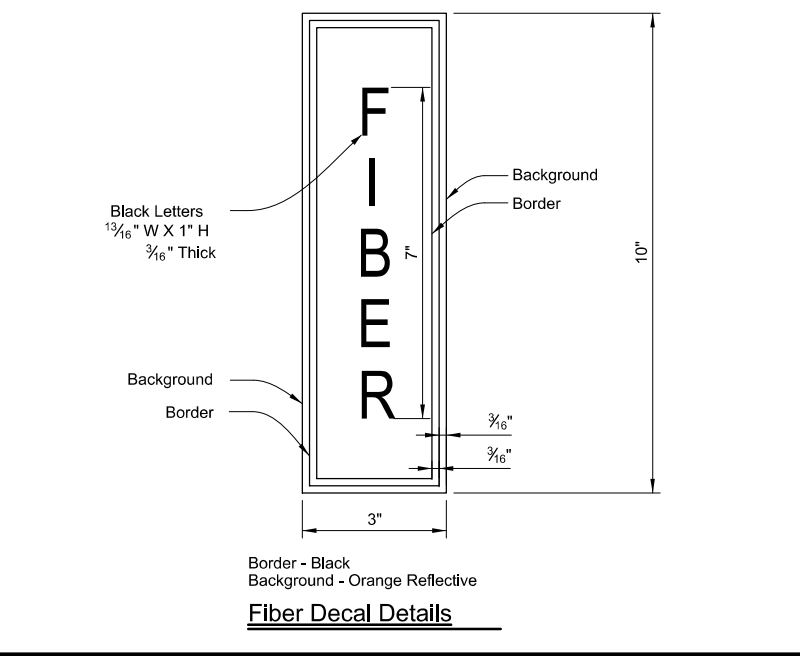 F
I
B
E
R
Black Letters
13/16" W X 1" H
3/16" Thick
Background
Border
7"
10"
Background
Border
3/16"
3/16"
3"
Border - Black
Background - Orange Reflective
Fiber Decal Details